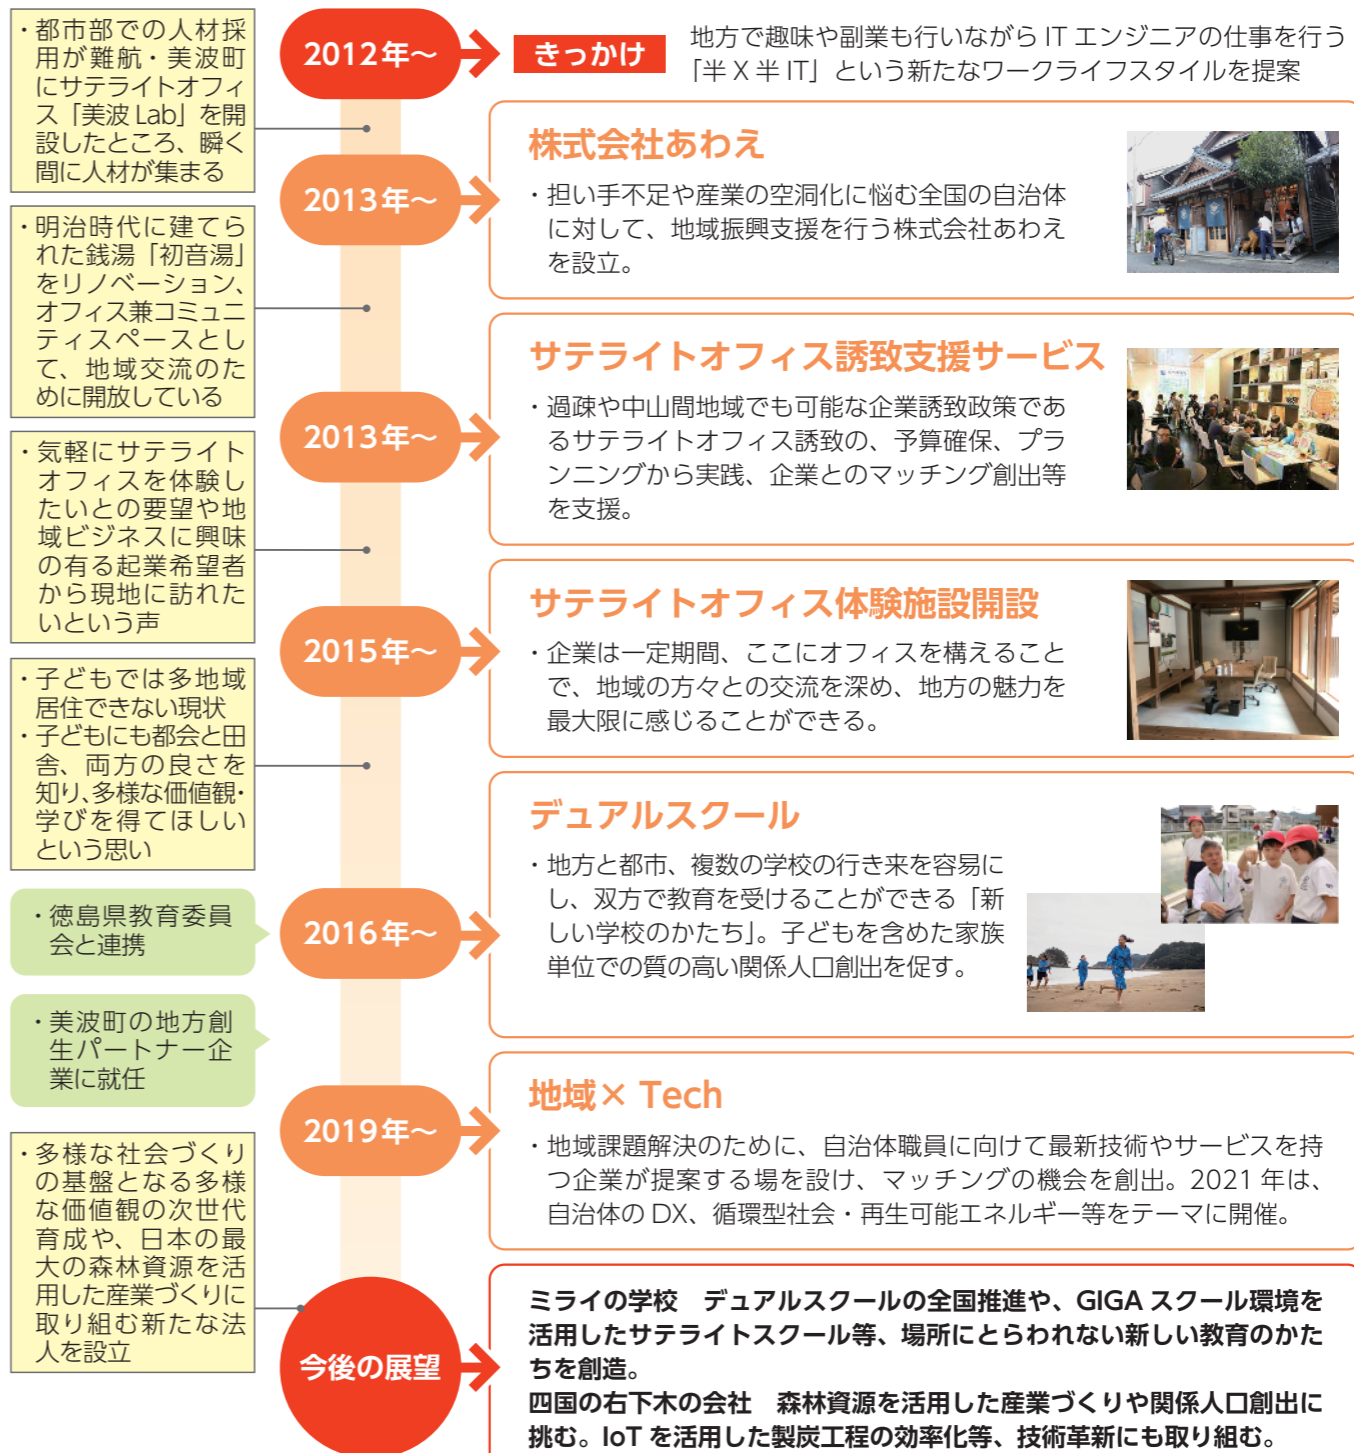 ・都市部での人材採
用が難航・美波町
にサテライトオフィ
ス「美波 Lab」を開
設したところ、瞬く
間に人材が集まる
2012年～
きっかけ
地方で趣味や副業も行いながら IT エンジニアの仕事を行う
「半 X 半 IT」という新たなワークライフスタイルを提案
2013年～
株式会社あわえ
・担い手不足や産業の空洞化に悩む全国の自治体
に対して、地域振興支援を行う株式会社あわえ
を設立。
・明治時代に建てら
れた銭湯「初音湯」
をリノベーション、
オフィス兼コミュニ
ティスペースとし
て、地域交流のた
めに開放している
2013年～
サテライトオフィス誘致支援サービス
・過疎や中山間地域でも可能な企業誘致政策であ
るサテライトオフィス誘致の、予算確保、プラ
ンニングから実践、企業とのマッチング創出等
を支援。
・気軽にサテライト
オフィスを体験し
たいとの要望や地
域ビジネスに興味
の有る起業希望者
から現地に訪れた
いという声
2015年～
サテライトオフィス体験施設開設
・企業は一定期間、ここにオフィスを構えること
で、地域の方々との交流を深め、地方の魅力を
最大限に感じることができる。
・子どもでは多地域
居住できない現状
・子どもにも都会と田
舎、両方の良さを
知り、多様な価値観・
学びを得てほしい
という思い
・徳島県教育委員
会と連携
2016年～
デュアルスクール
・地方と都市、複数の学校の行き来を容易に
し、双方で教育を受けることができる「新
しい学校のかたち」。子どもを含めた家族
単位での質の高い関係人口創出を促す。
・美波町の地方創
生パートナー企
業に就任
2019年～
地域× Tech
・地域課題解決のために、自治体職員に向けて最新技術やサービスを持
つ企業が提案する場を設け、マッチングの機会を創出。2021 年は、
自治体の DX、循環型社会・再生可能エネルギー等をテーマに開催。
・多様な社会づくり
の基盤となる多様
な価値観の次世代
育成や、日本の最
大の森林資源を活
用した産業づくりに
取り組む新たな法
人を設立
今後の展望
ミライの学校　デュアルスクールの全国推進や、GIGA スクール環境を
活用したサテライトスクール等、場所にとらわれない新しい教育のかた
ちを創造。
四国の右下木の会社　森林資源を活用した産業づくりや関係人口創出に
挑む。IoT を活用した製炭工程の効率化等、技術革新にも取り組む。